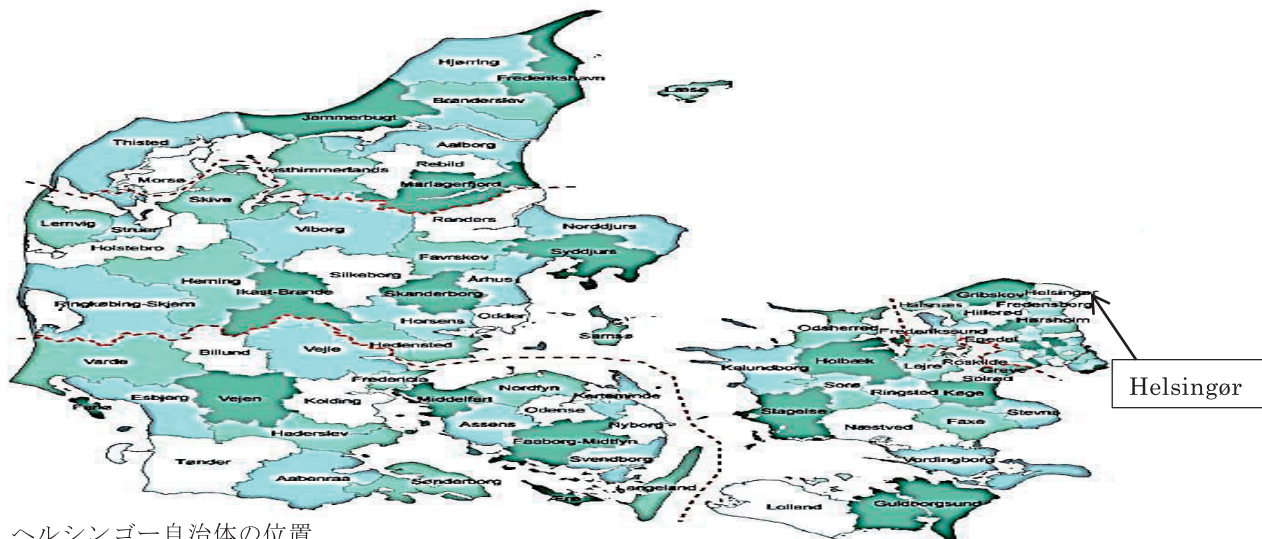 Hjørring
Frederikshavn
Læsø
Brønderslev
Jammerbugt
Thisted
Aalborg
Rebild
Vesthimmerlands
Morsø
Mariagerfjord
Skive
Lemvig
Struer
Randers
Viborg
Norddjurs
Holstebro
Favrskov
Syddjurs
Silkeborg
Herning
Århus
Ikast-Brande
Skanderborg
Ringkøbing-Skjern
Horsens
Odder
Samsø
Hedensted
Varde
Billund
Vejle
Fredericia
Esbjerg
Vejen
Kolding
Middelfart
Nordfyn
Kerteminde
Fanø
Odense
Assens
Nyborg
Haderslev
Faaborg-Midtfyn
Tønder
Svendborg
Aabenraa
Sønderborg
Langeland
Ærø
Helsingør
Gribskov
Halsnæs
Fredensborg
Hillerød
Hørsholm
Odsherred
Frederikssund
Egedal
Holbæk
Roskilde
Kalundborg
Lejre
Greve
Solrød
Sorø
Ringsted
Køge
Slagelse
Stevns
Næstved
Faxe
Vordingborg
Lolland
Guldborgsund
Helsingør
ヘルシンゴー自治体の位置